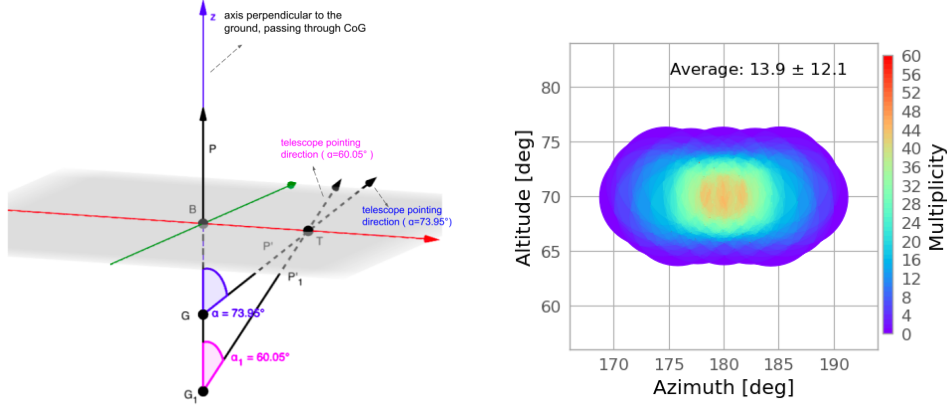 z
axis perpendicular to the
ground, passing through CoG
P
telescope pointing
direction ( α=60.05° )
B
telescope pointing
direction ( α=73.95°)
P'
T
P'₁
G
α = 73.95°
α₁ = 60.05°
G₁
Average: 13.9 ± 12.1
Altitude [deg]
80
75
70
65
60
170
175
180
185
190
Azimuth [deg]
60
56
52
48
44
40
36
32
28
24
20
16
12
8
4
0
Multiplicity